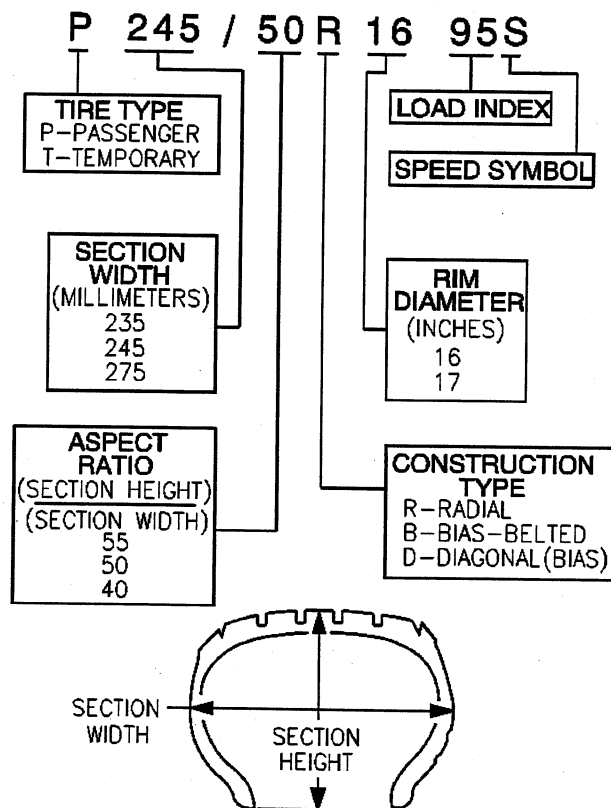 P 245 / 50 R 16 95S
TIRE TYPE
P-PASSENGER
T-TEMPORARY
LOAD INDEX
SPEED SYMBOL
SECTION
WIDTH
(MILLIMETERS)
235
245
275
RIM
DIAMETER
(INCHES)
16
17
ASPECT
RATIO
(SECTION HEIGHT)
(SECTION WIDTH)
55
50
40
CONSTRUCTION
TYPE
R-RADIAL
B-BIAS-BELTED
D-DIAGONAL(BIAS)
SECTION
WIDTH
SECTION
HEIGHT